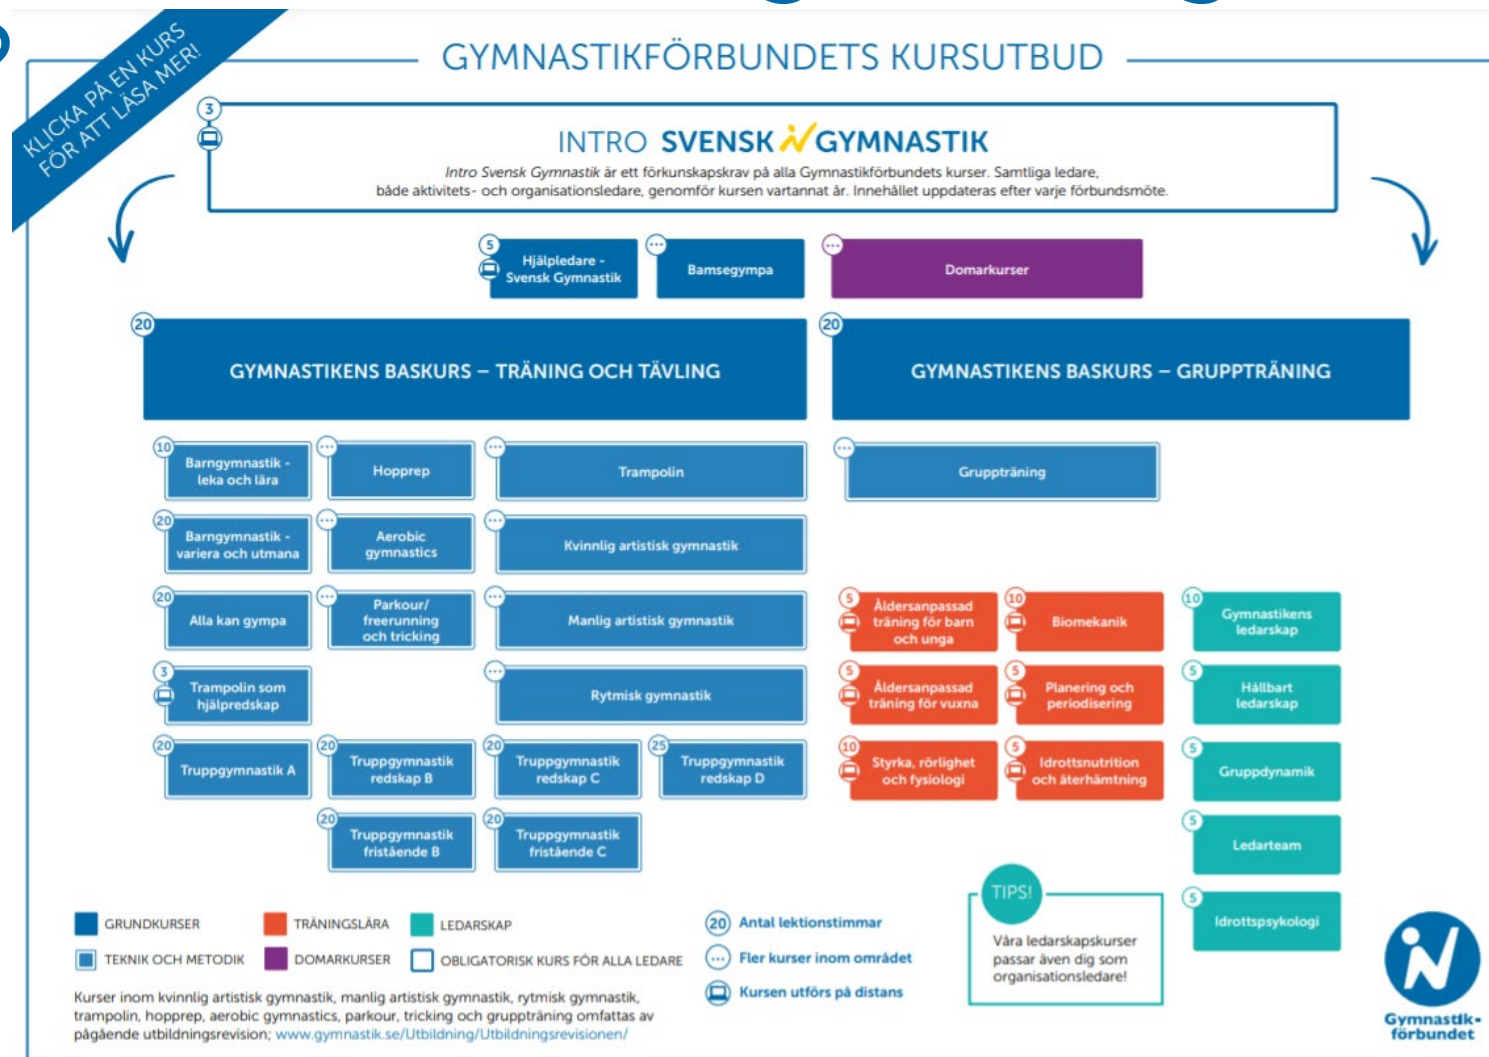 KLICKA PÅ EN KURS
FÖR ATT LÄSA MER!
GYMNASTIKFÖRBUNDETS KURSUTBUD
3
INTRO SVENSK GYMNASTIK
Intro Svensk Gymnastik är ett förkunskapskrav på alla Gymnastikförbundets kurser. Samtliga ledare,
både aktivitets- och organisationsledare, genomför kursen vartannat år. Innehållet uppdateras efter varje förbundsmöte.
5
Hjälpledare -
Svensk Gymnastik
...
Bamsegympa
...
Domarkurser
20
GYMNASTIKENS BASKURS – TRÄNING OCH TÄVLING
20
GYMNASTIKENS BASKURS – GRUPPTRÄNING
10
Barngymnastik -
leka och lära
...
Hopprep
...
Trampolin
...
Gruppträning
20
Barngymnastik -
variera och utmana
...
Aerobic
gymnastics
...
Kvinnlig artistisk gymnastik
20
Alla kan gympa
...
Parkour/
freerunning
och tricking
...
Manlig artistisk gymnastik
5
Åldersanpassad
träning för barn
och unga
10
Biomekanik
10
Gymnastikens
ledarskap
3
Trampolin som
hjälpredskap
...
Rytmisk gymnastik
5
Åldersanpassad
träning för vuxna
5
Planering och
periodisering
5
Hållbart
ledarskap
20
Truppgymnastik A
20
Truppgymnastik
redskap B
20
Truppgymnastik
redskap C
25
Truppgymnastik
redskap D
10
Styrka, rörlighet
och fysiologi
5
Idrottsnutrition
och återhämtning
5
Gruppdynamik
20
Truppgymnastik
fristående B
20
Truppgymnastik
fristående C
5
Ledarteam
5
Idrottspsykologi
TIPS!
Våra ledarskapskurser
passar även dig som
organisationsledare!
GRUNDKURSER
TRÄNINGSLÄRA
LEDARSKAP
TEKNIK OCH METODIK
DOMARKURSER
OBLIGATORISK KURS FÖR ALLA LEDARE
20 Antal lektionstimmar
... Fler kurser inom området
Kursen utförs på distans
Kurser inom kvinnlig artistisk gymnastik, manlig artistisk gymnastik, rytmisk gymnastik,
trampolin, hopprep, aerobic gymnastics, parkour, tricking och gruppträning omfattas av
pågående utbildningsrevision; www.gymnastik.se/Utbildning/Utbildningsrevisionen/
Gymnastik-
förbundet